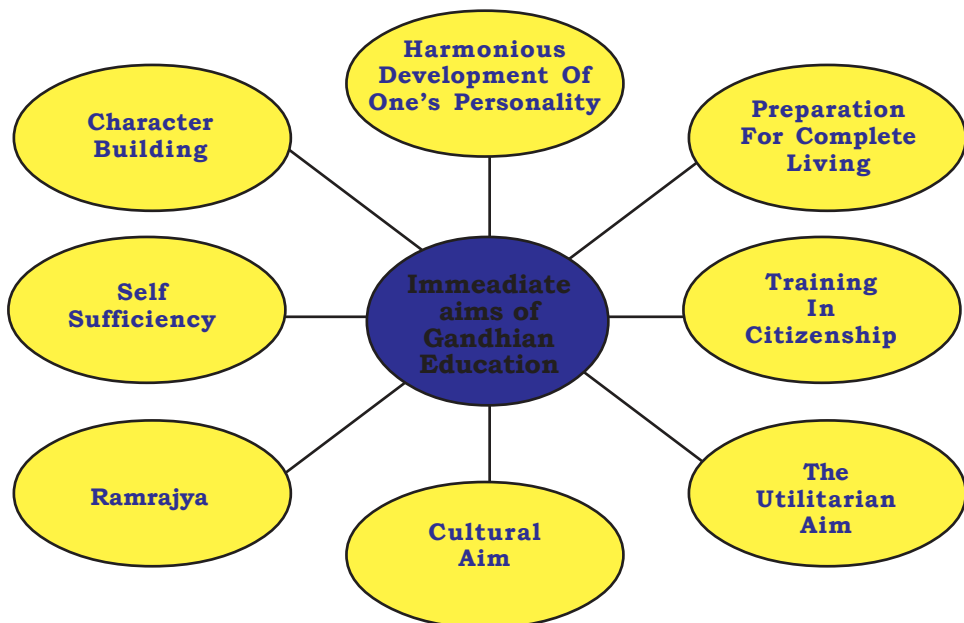 Harmonious
Development Of
One's Personality
Character
Building
Preparation
For Complete
Living
Self
Sufficiency
Immeadiate
aims of
Gandhian
Education
Training
In
Citizenship
Ramrajya
Cultural
Aim
The
Utilitarian
Aim